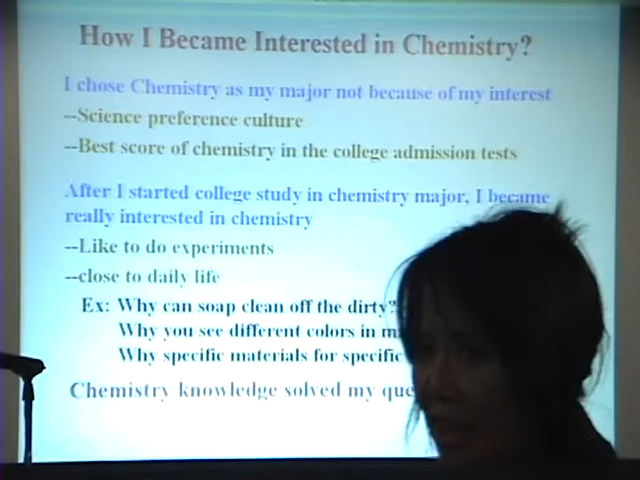 How I Became Interested in Chemistry?
I chose Chemistry as my major not because of my interest
--Science preference culture
--Best score of chemistry in the college admission tests
After I started college study in chemistry major, I became
really interested in chemistry
--Like to do experiments
--close to daily life
Ex: Why can soap clean off the dirty?
Why you see different colors in
Why specific materials for specific
Chemistry knowledge solved my